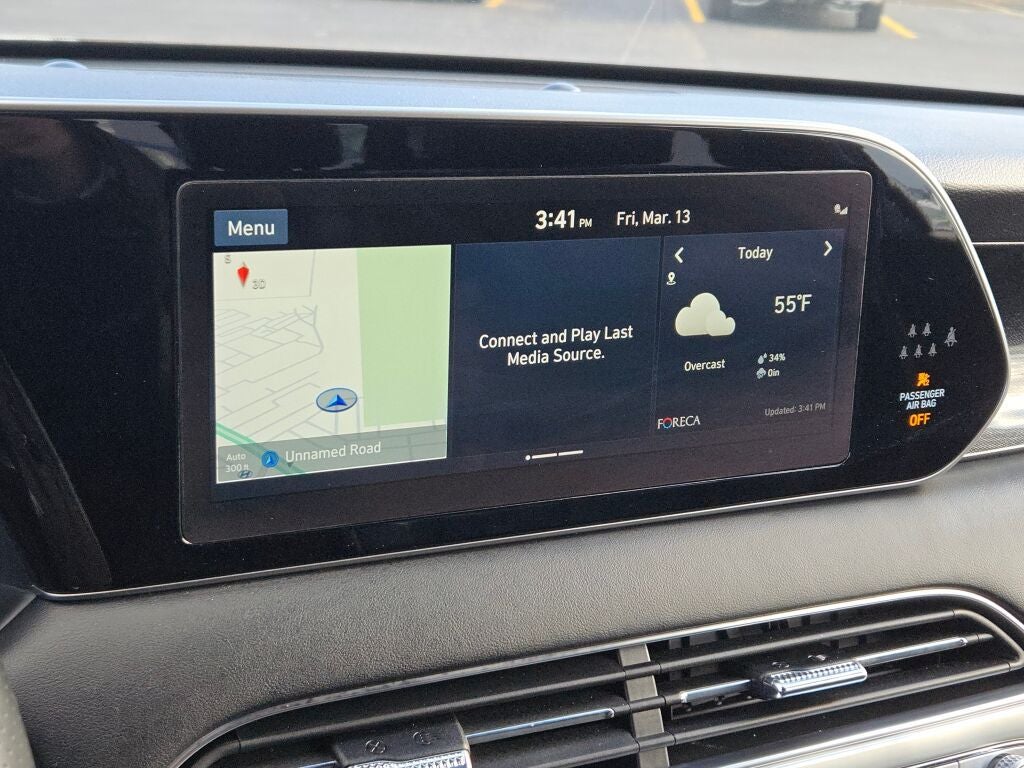 Menu
3:41 PM Fri, Mar. 13
S
3D
Auto
300 ft
Unnamed Road
Connect and Play Last
Media Source.
Today
55°F
Overcast
34%
0in
FORECA
Updated: 3:41 PM
PASSENGER
AIR BAG
OFF